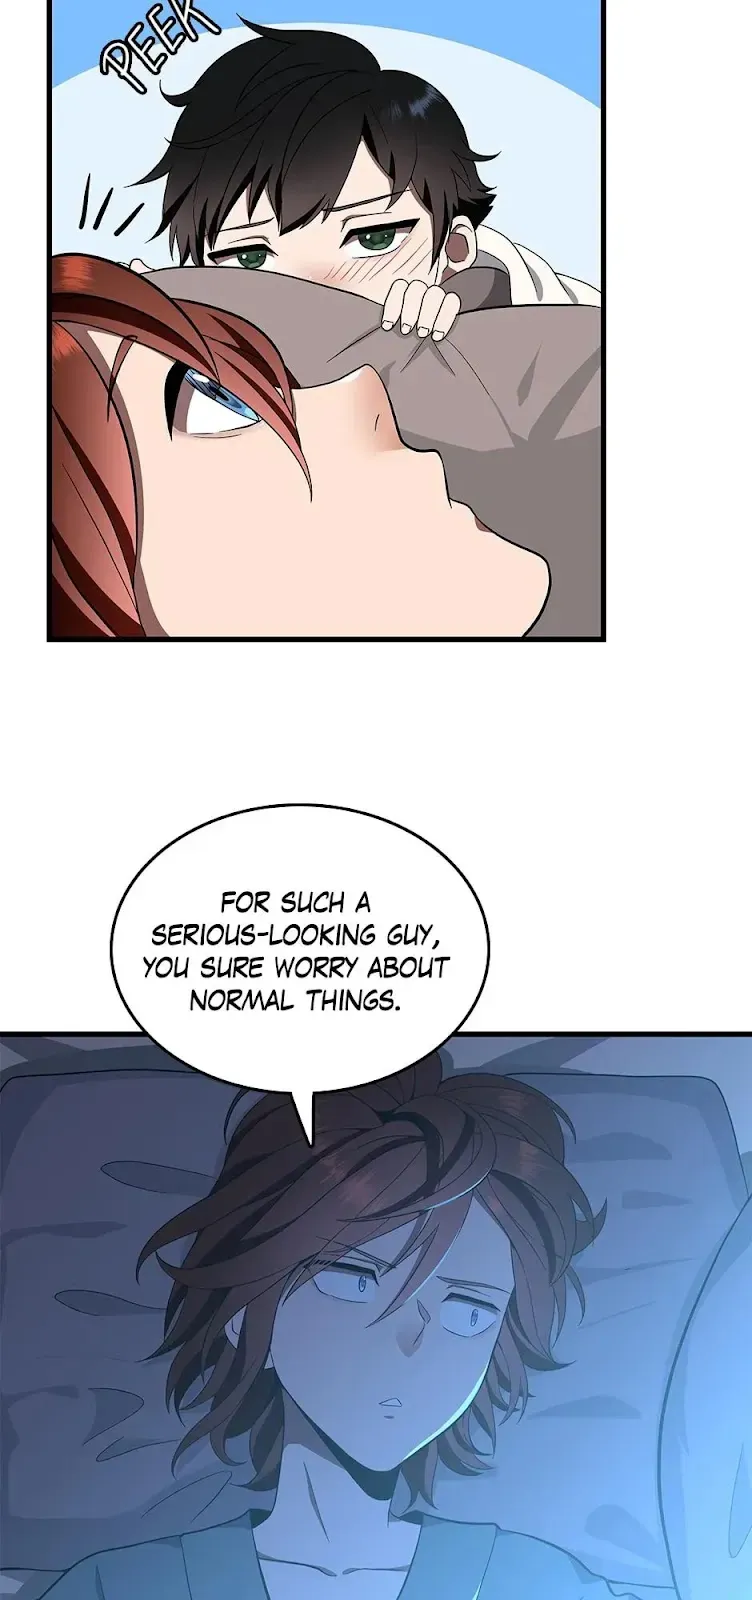 PEEK
FOR SUCH A
SERIOUS-LOOKING GUY,
YOU SURE WORRY ABOUT
NORMAL THINGS.